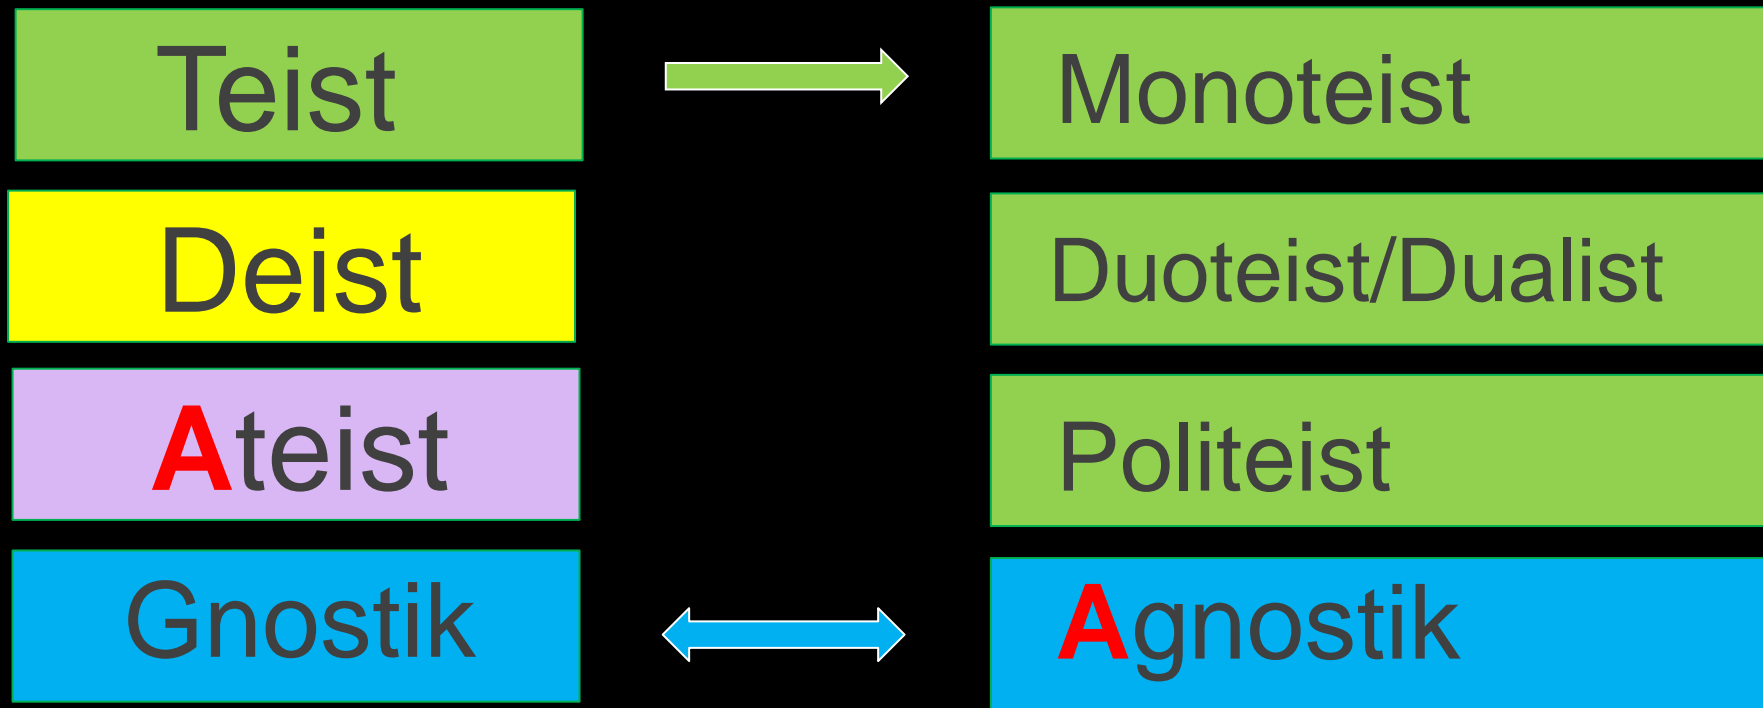 Teist
Monoteist
Deist
Duoteist/Dualist
Ateist
Politeist
Gnostik
Agnostik